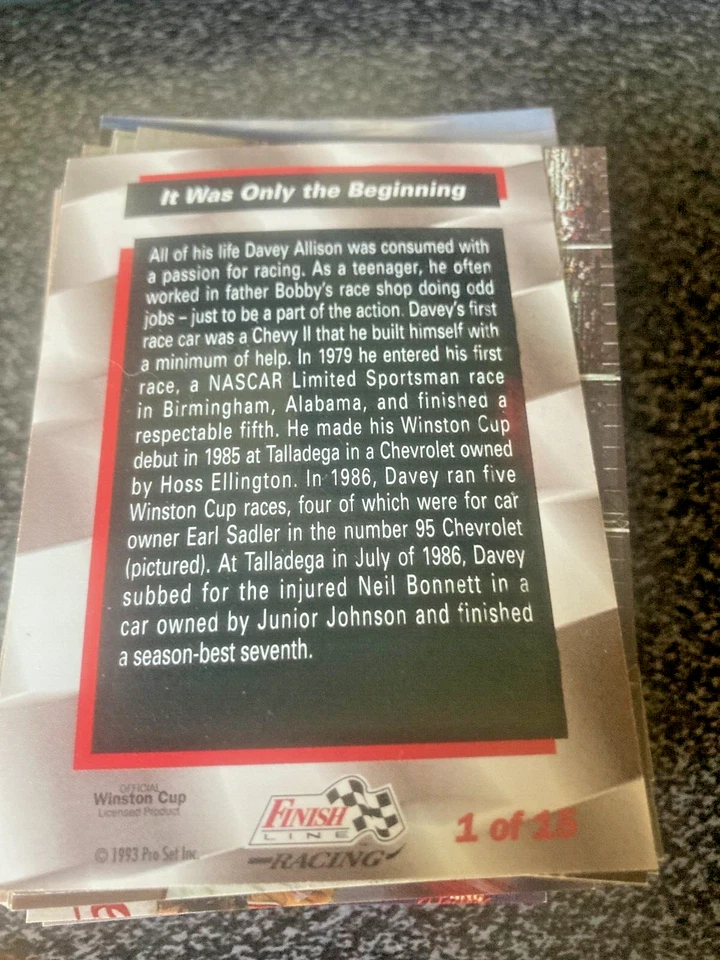 It Was Only the Beginning
All of his life Davey Allison was consumed with
a passion for racing. As a teenager, he often
worked in father Bobby's race shop doing odd
jobs – just to be a part of the action. Davey's first
race car was a Chevy II that he built himself with
a minimum of help. In 1979 he entered his first
race, a NASCAR Limited Sportsman race
in Birmingham, Alabama, and finished a
respectable fifth. He made his Winston Cup
debut in 1985 at Talladega in a Chevrolet owned
by Hoss Ellington. In 1986, Davey ran five
Winston Cup races, four of which were for car
owner Earl Sadler in the number 95 Chevrolet
(pictured). At Talladega in July of 1986, Davey
subbed for the injured Neil Bonnett in a
car owned by Junior Johnson and finished
a season-best seventh.
OFFICIAL
Winston Cup
Licensed Product
© 1993 Pro Set Inc.
FINISH
LINE
RACING
1 of 15